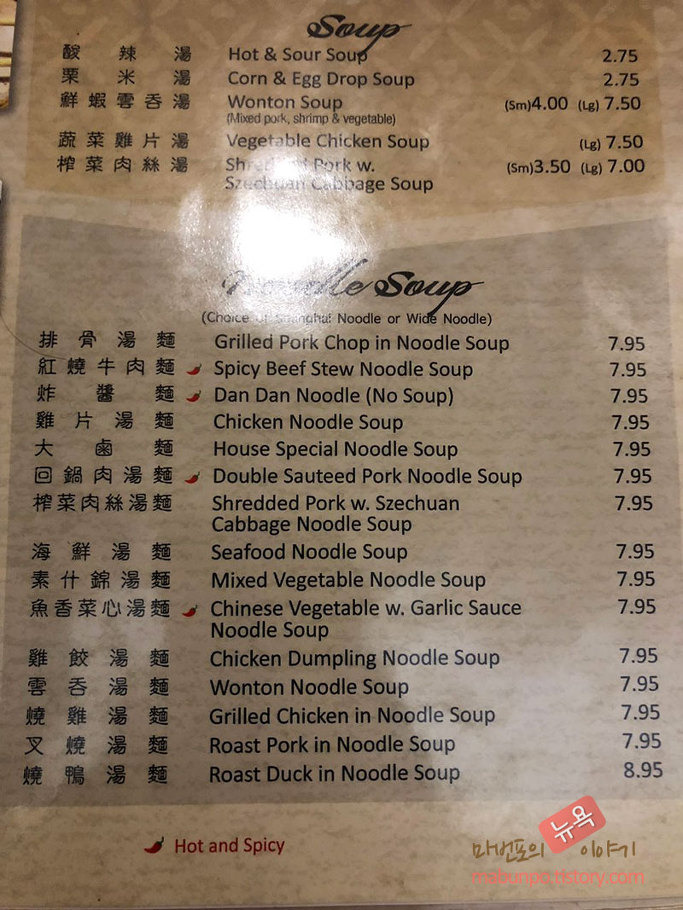 Soup
酸辣湯 Hot & Sour Soup 2.75
栗米湯 Corn & Egg Drop Soup 2.75
鮮蝦雲吞湯 Wonton Soup (Sm)4.00 (Lg) 7.50
(Mixed pork, shrimp & vegetable)
蔬菜雞片湯 Vegetable Chicken Soup (Lg) 7.50
榨菜肉絲湯 Shredded Pork w. (Sm)3.50 (Lg) 7.00
Szechuan Cabbage Soup
Noodle Soup
(Choice of Shanghai Noodle or Wide Noodle)
排骨湯麵 Grilled Pork Chop in Noodle Soup 7.95
紅燒牛肉麵 Spicy Beef Stew Noodle Soup 7.95
炸醬麵 Dan Dan Noodle (No Soup) 7.95
雞片湯麵 Chicken Noodle Soup 7.95
大鹵麵 House Special Noodle Soup 7.95
回鍋肉湯麵 Double Sauteed Pork Noodle Soup 7.95
榨菜肉絲湯麵 Shredded Pork w. Szechuan 7.95
Cabbage Noodle Soup
海鮮湯麵 Seafood Noodle Soup 7.95
素什錦湯麵 Mixed Vegetable Noodle Soup 7.95
魚香菜心湯麵 Chinese Vegetable w. Garlic Sauce 7.95
Noodle Soup
雞餃湯麵 Chicken Dumpling Noodle Soup 7.95
雲吞湯麵 Wonton Noodle Soup 7.95
燒雞湯麵 Grilled Chicken in Noodle Soup 7.95
叉燒湯麵 Roast Pork in Noodle Soup 7.95
燒鴨湯麵 Roast Duck in Noodle Soup 8.95
Hot and Spicy
마번포의 뉴욕 이야기
mabunpo.tistory.com